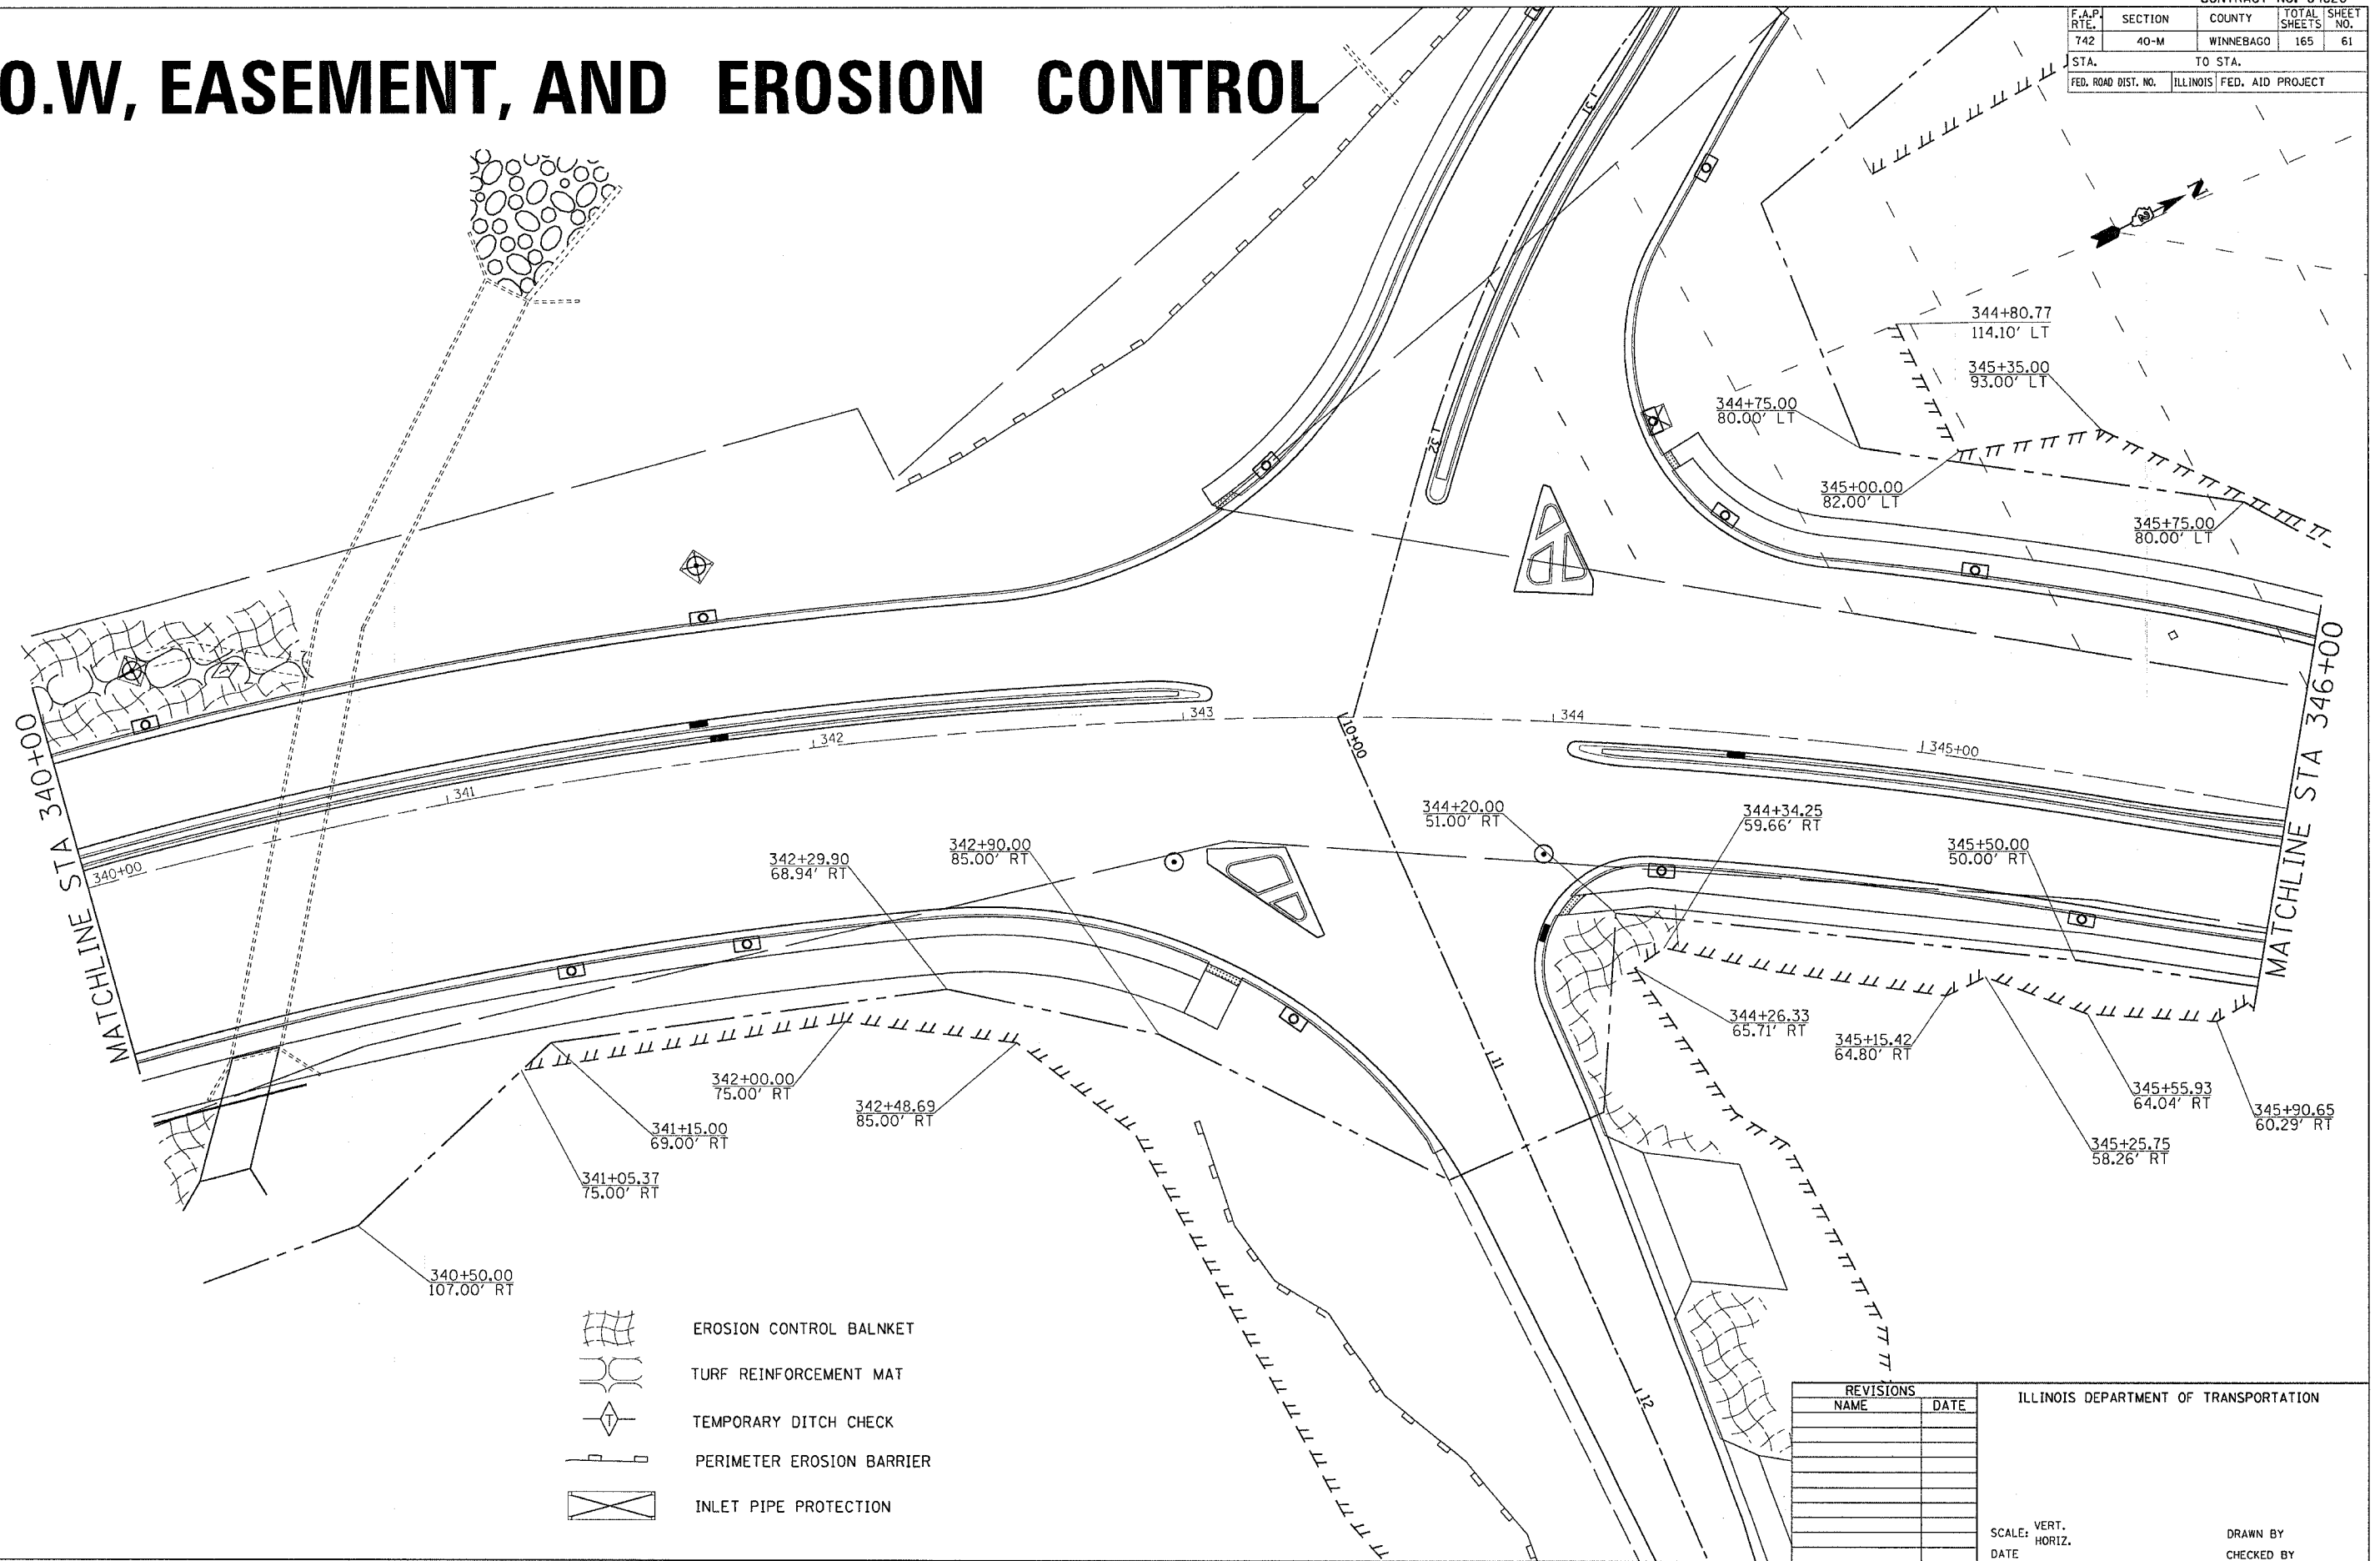 O.W, EASEMENT, AND EROSION CONTROL
F.A.P. RTE.
SECTION
COUNTY
TOTAL SHEETS
SHEET NO.
742
40-M
WINNEBAGO
165
61
STA.
TO STA.
FED. ROAD DIST. NO.
ILLINOIS
FED. AID PROJECT
N
31
32
344+80.77
114.10' LT
345+35.00
93.00' LT
344+75.00
80.00' LT
345+00.00
82.00' LT
345+75.00
80.00' LT
MATCHLINE STA 340+00
MATCHLINE STA 346+00
340+00
341
342
343
344
345+00
10+00
11
12
344+20.00
51.00' RT
344+34.25
59.66' RT
345+50.00
50.00' RT
342+29.90
68.94' RT
342+90.00
85.00' RT
344+26.33
65.71' RT
345+15.42
64.80' RT
345+55.93
64.04' RT
345+90.65
60.29' RT
345+25.75
58.26' RT
342+00.00
75.00' RT
342+48.69
85.00' RT
341+15.00
69.00' RT
341+05.37
75.00' RT
340+50.00
107.00' RT
EROSION CONTROL BALNKET
TURF REINFORCEMENT MAT
T
TEMPORARY DITCH CHECK
PERIMETER EROSION BARRIER
INLET PIPE PROTECTION
REVISIONS
NAME
DATE
ILLINOIS DEPARTMENT OF TRANSPORTATION
SCALE: VERT.
HORIZ.
DATE
DRAWN BY
CHECKED BY